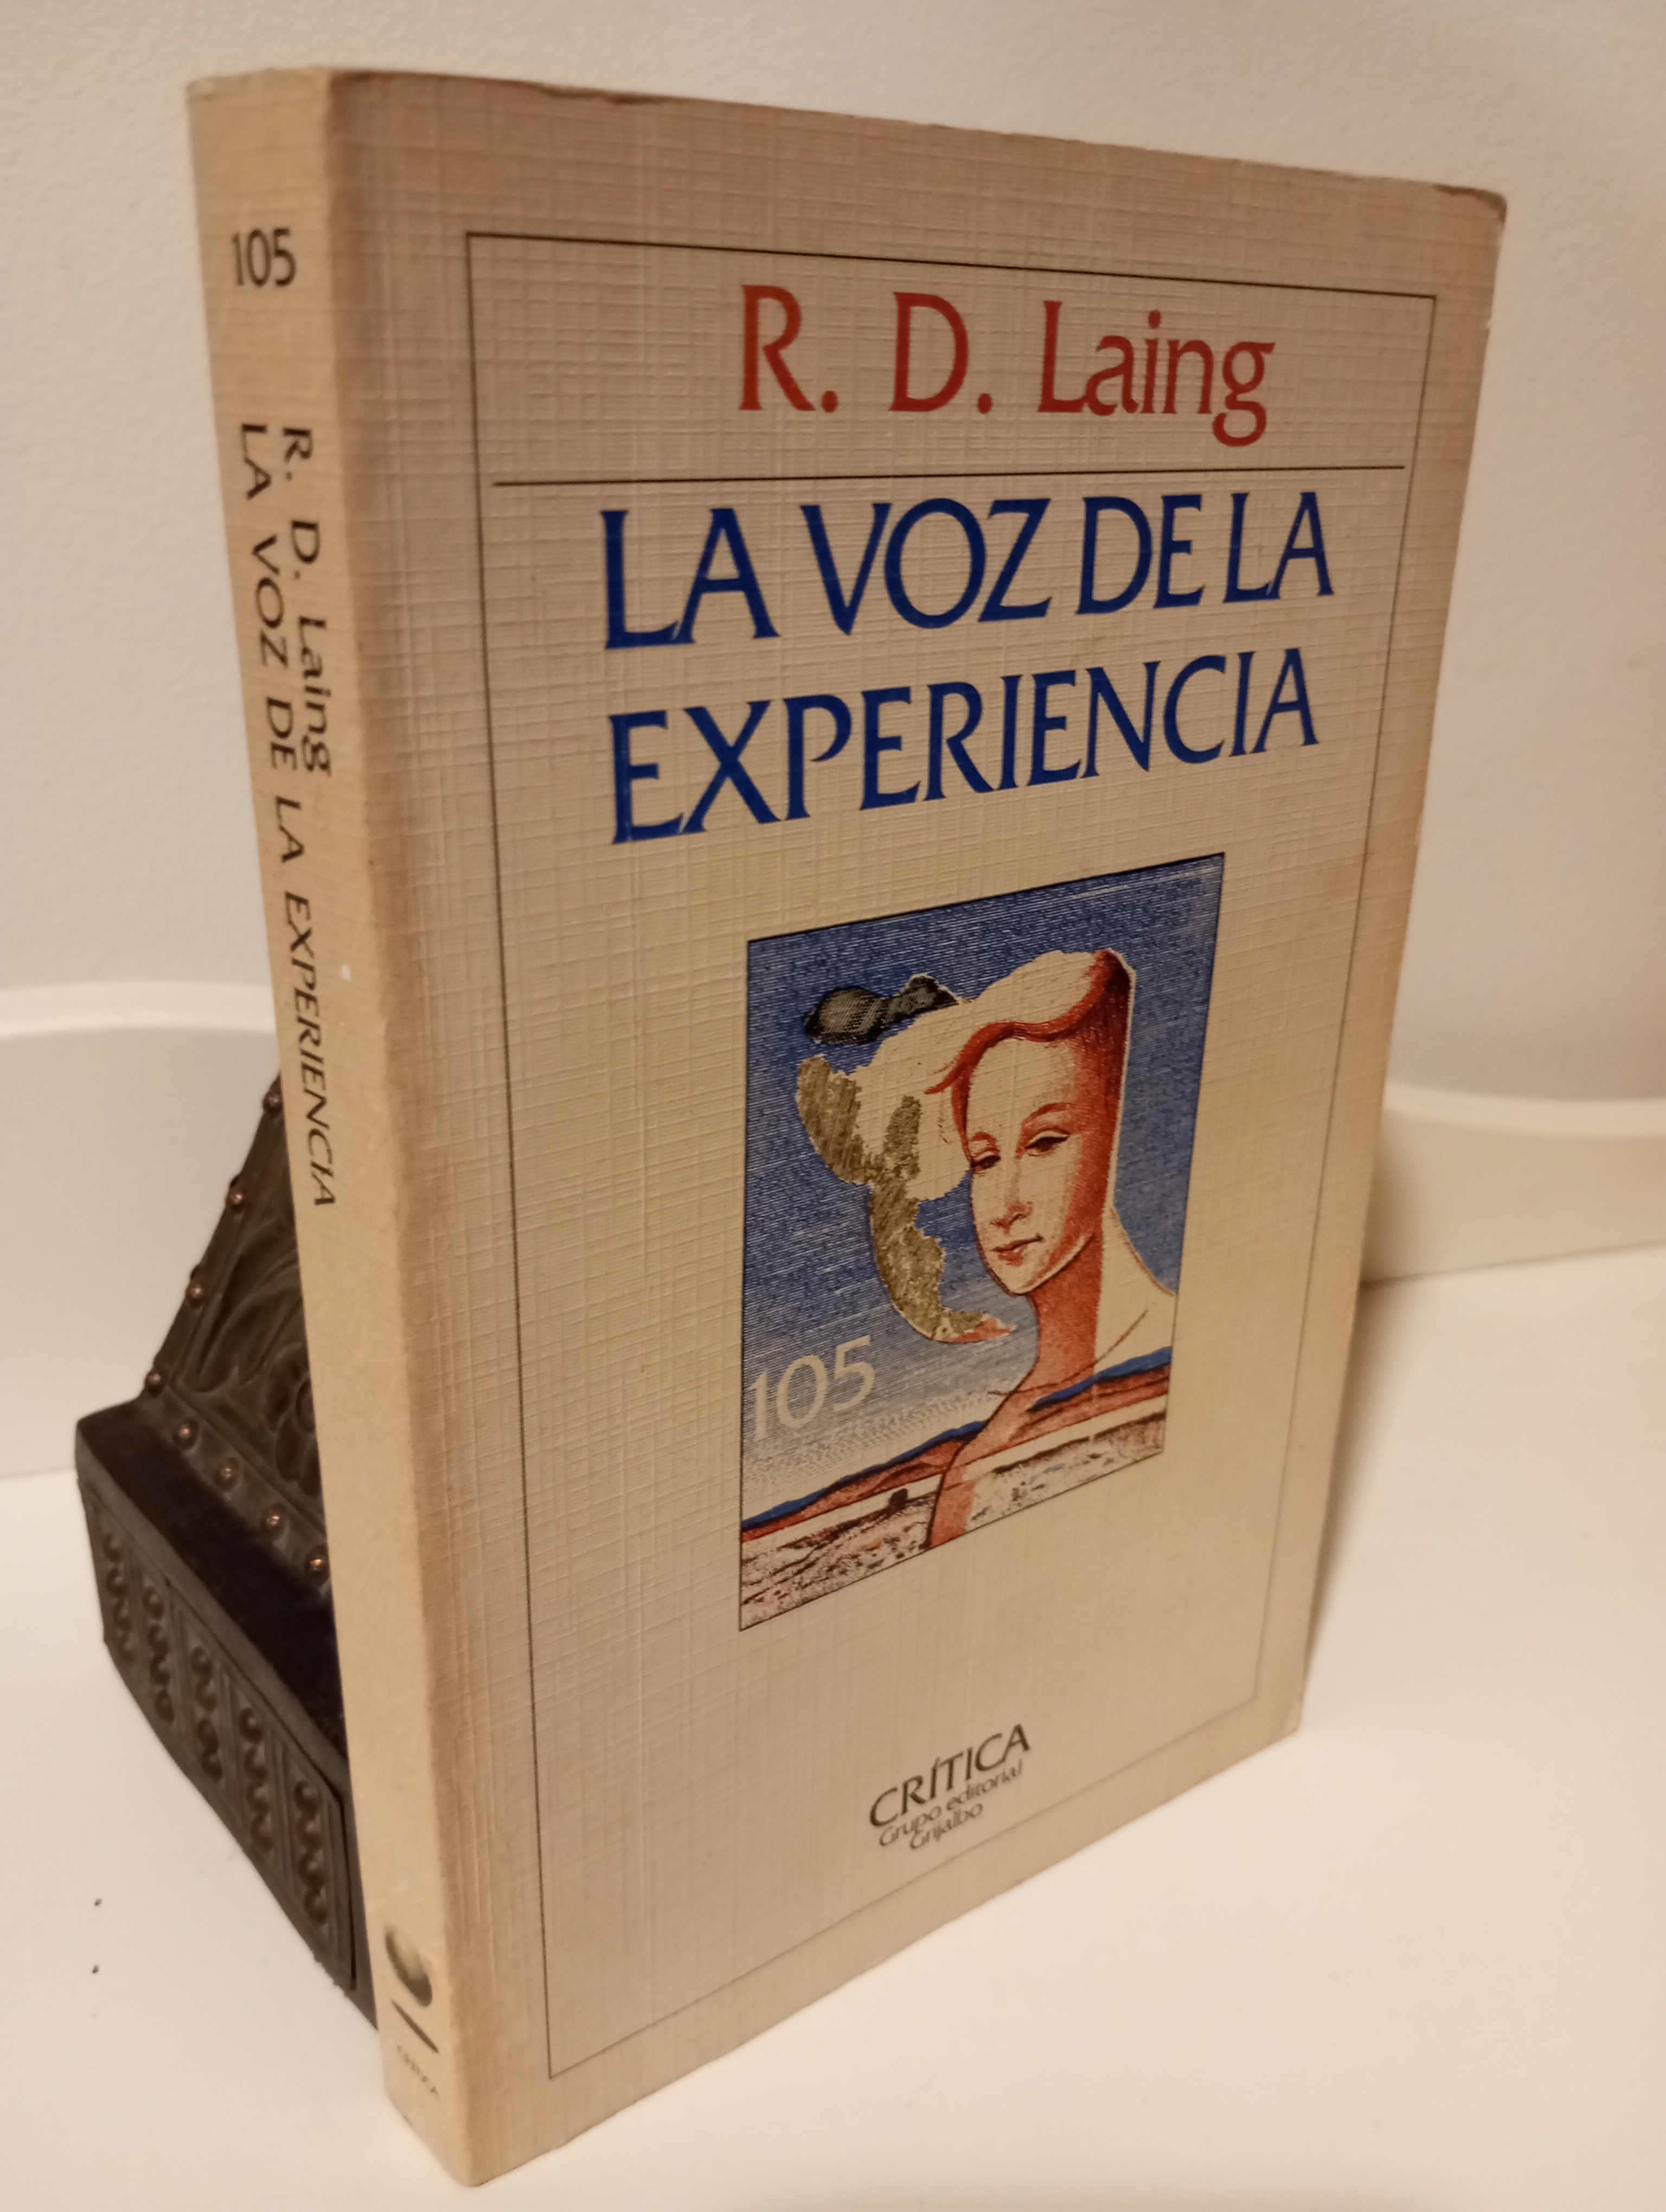 105
R. D. Laing
LA VOZ DE LA EXPERIENCIA
CRÍTICA
R. D. Laing
LA VOZ DE LA
EXPERIENCIA
105
CRÍTICA
Grupo editorial
Grijalbo